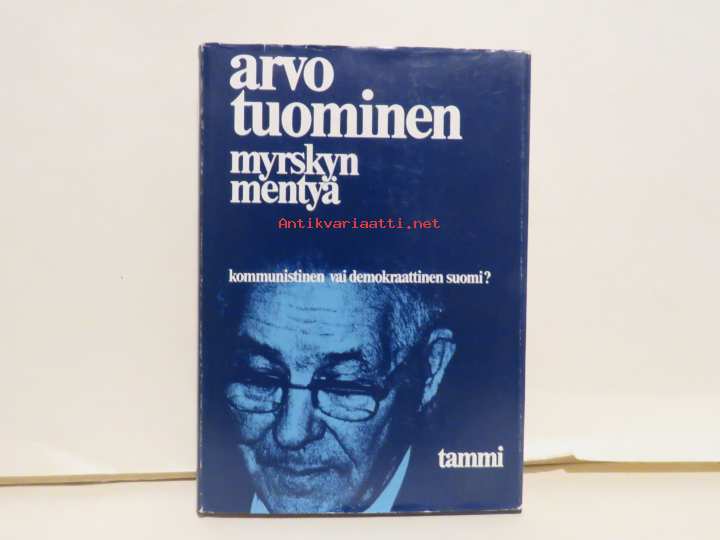 arvo
tuominen
myrskyn
mentyä
Antikvariaatti.net
kommunistinen vai demokraattinen suomi?
tammi